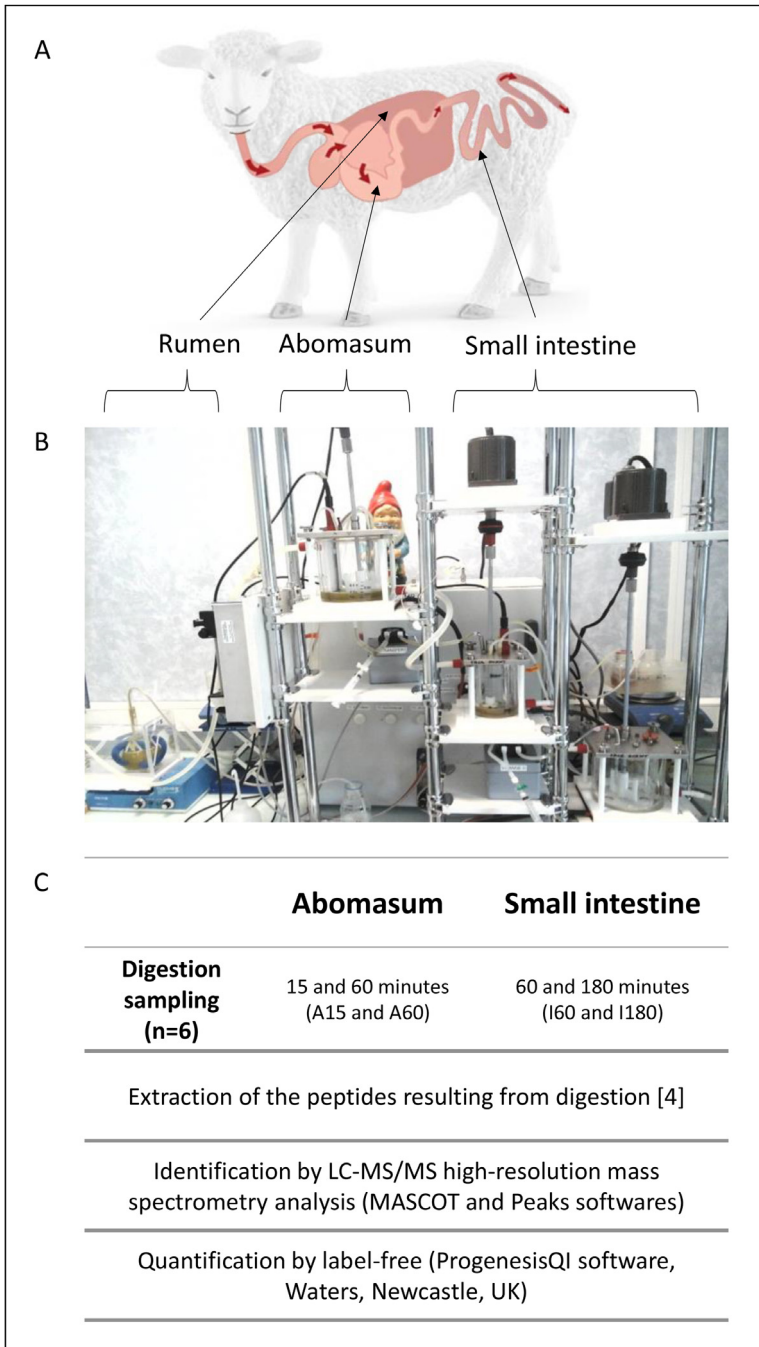 A
Rumen
Abomasum
Small intestine
B
C
Abomasum
Small intestine
Digestion
sampling
(n=6)
15 and 60 minutes
(A15 and A60)
60 and 180 minutes
(I60 and I180)
Extraction of the peptides resulting from digestion [4]
Identification by LC-MS/MS high-resolution mass
spectrometry analysis (MASCOT and Peaks softwares)
Quantification by label-free (ProgenesisQI software,
Waters, Newcastle, UK)